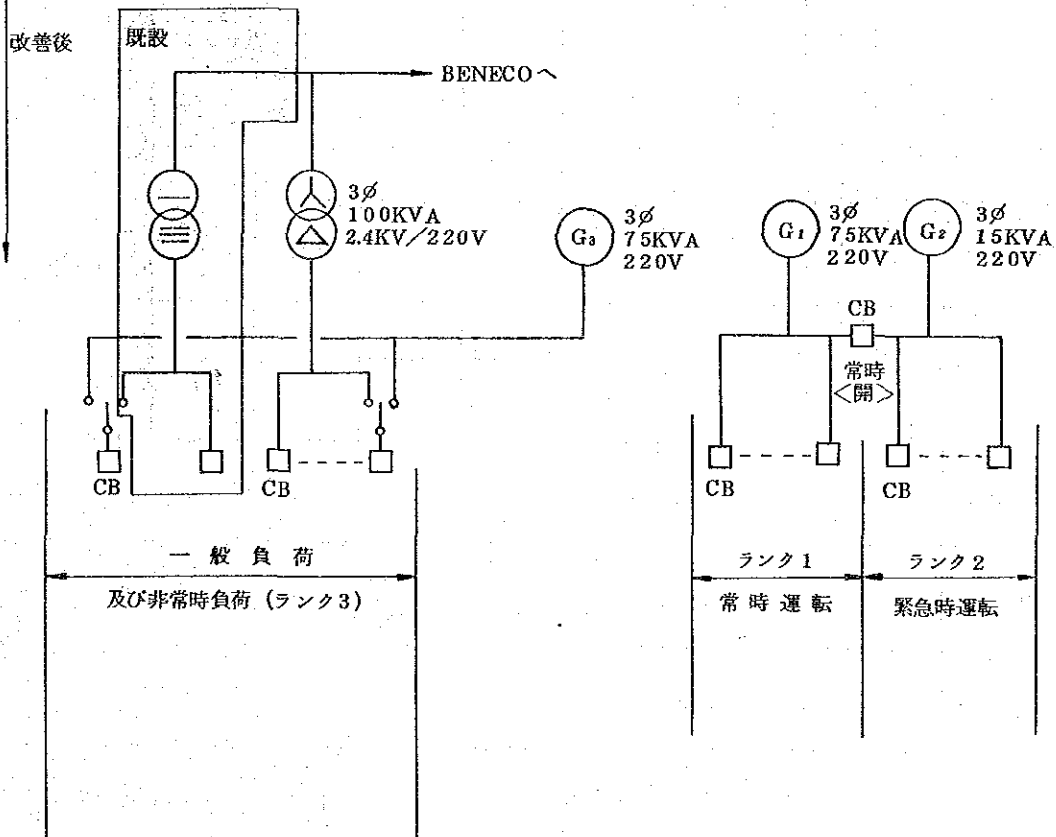 改善後
既設
BENECOへ
3Ø
100KVA
2.4KV/220V
G3
3Ø
75KVA
220V
G1
3Ø
75KVA
220V
G2
3Ø
15KVA
220V
CB
常時
<開>
CB
CB
CB
CB
一般負荷
及び非常時負荷 (ランク3)
ランク1
常時運転
ランク2
緊急時運転